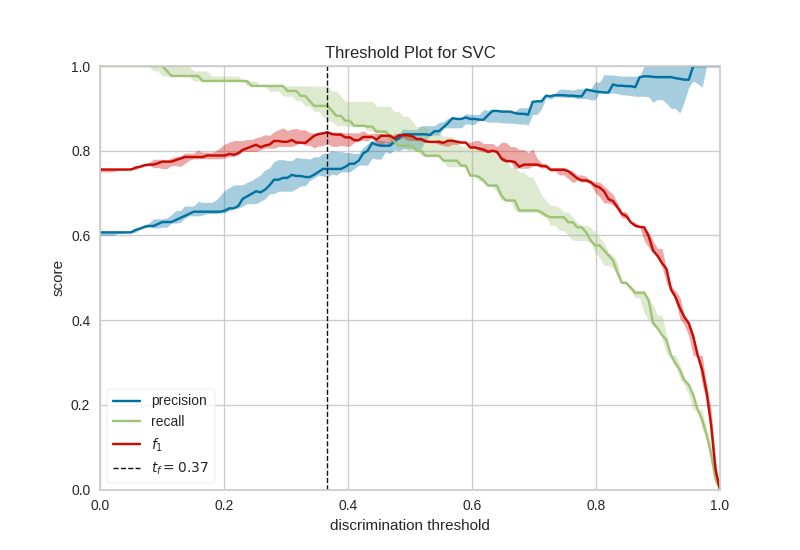 Threshold Plot for SVC
score
1.0
0.8
0.6
0.4
0.2
0.0
precision
recall
f₁
t_f = 0.37
0.0 0.2 0.4 0.6 0.8 1.0
discrimination threshold